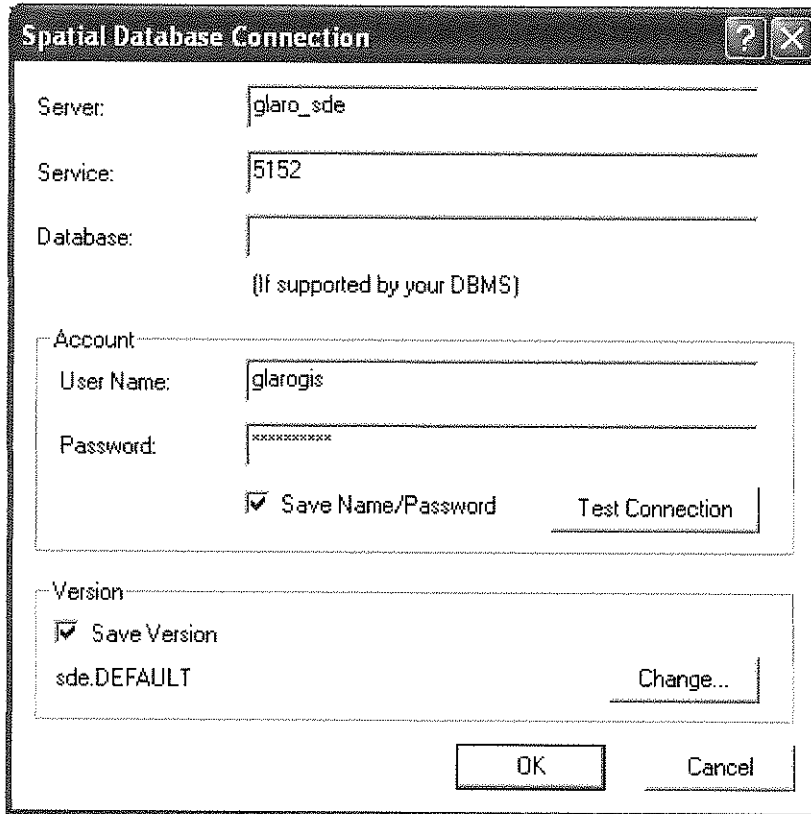 Spatial Database Connection
Server: glaro_sde
Service: 5152
Database:
(If supported by your DBMS)
Account
User Name: glarogis
Password: **********
Save Name/Password Test Connection
Version
Save Version
sde.DEFAULT Change...
OK Cancel